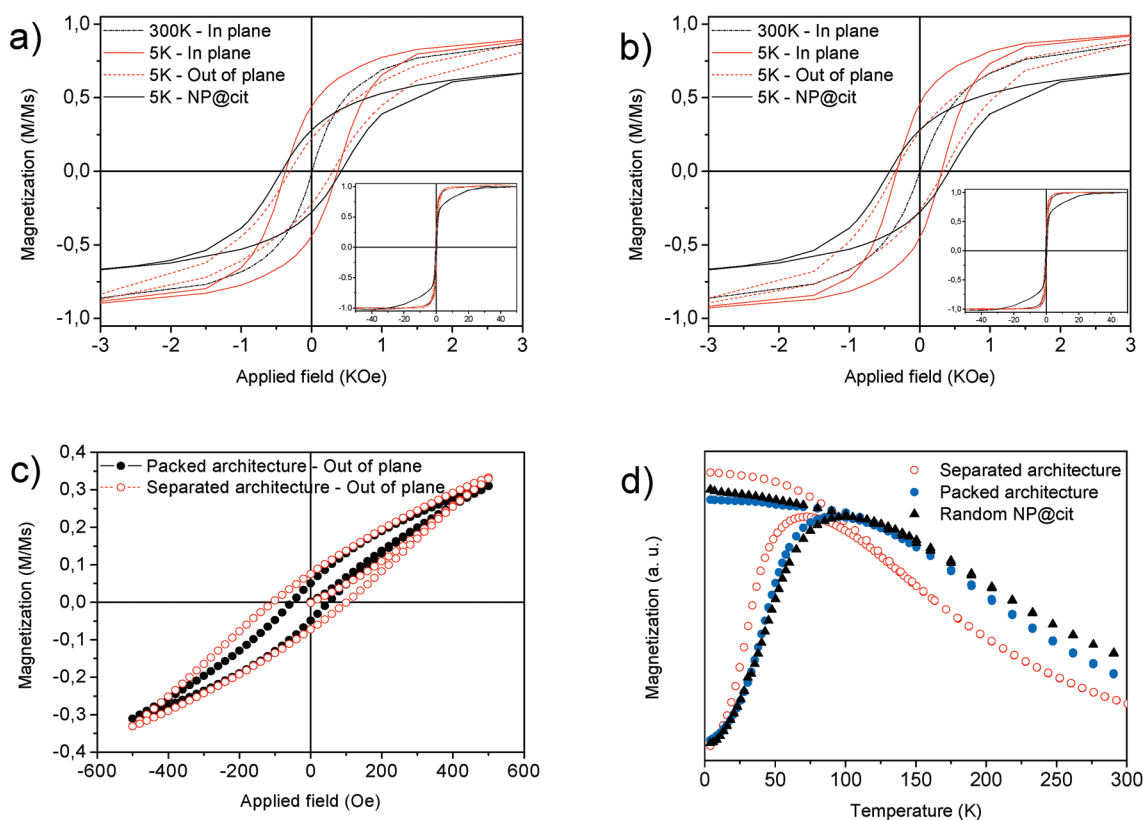 a)
300K - In plane
5K - In plane
5K - Out of plane
5K - NP@cit
1,0
0,5
0,0
-0,5
-1,0
Magnetization (M/Ms)
1,0
0,5
0,0
-0,5
-1,0
-40 -20 0 20 40
-3 -2 -1 0 1 2 3
Applied field (KOe)
b)
300K - In plane
5K - In plane
5K - Out of plane
5K - NP@cit
1,0
0,5
0,0
-0,5
-1,0
Magnetization (M/Ms)
1,0
0,5
0,0
-0,5
-1,0
-40 -20 0 20 40
-3 -2 -1 0 1 2 3
Applied field (KOe)
c)
Packed architecture - Out of plane
Separated architecture - Out of plane
0,4
0,3
0,2
0,1
0,0
-0,1
-0,2
-0,3
-0,4
Magnetization (M/Ms)
-600 -400 -200 0 200 400 600
Applied field (Oe)
d)
Separated architecture
Packed architecture
Random NP@cit
Magnetization (a. u.)
0 25 50 75 100 125 150 175 200 225 250 275 300
Temperature (K)